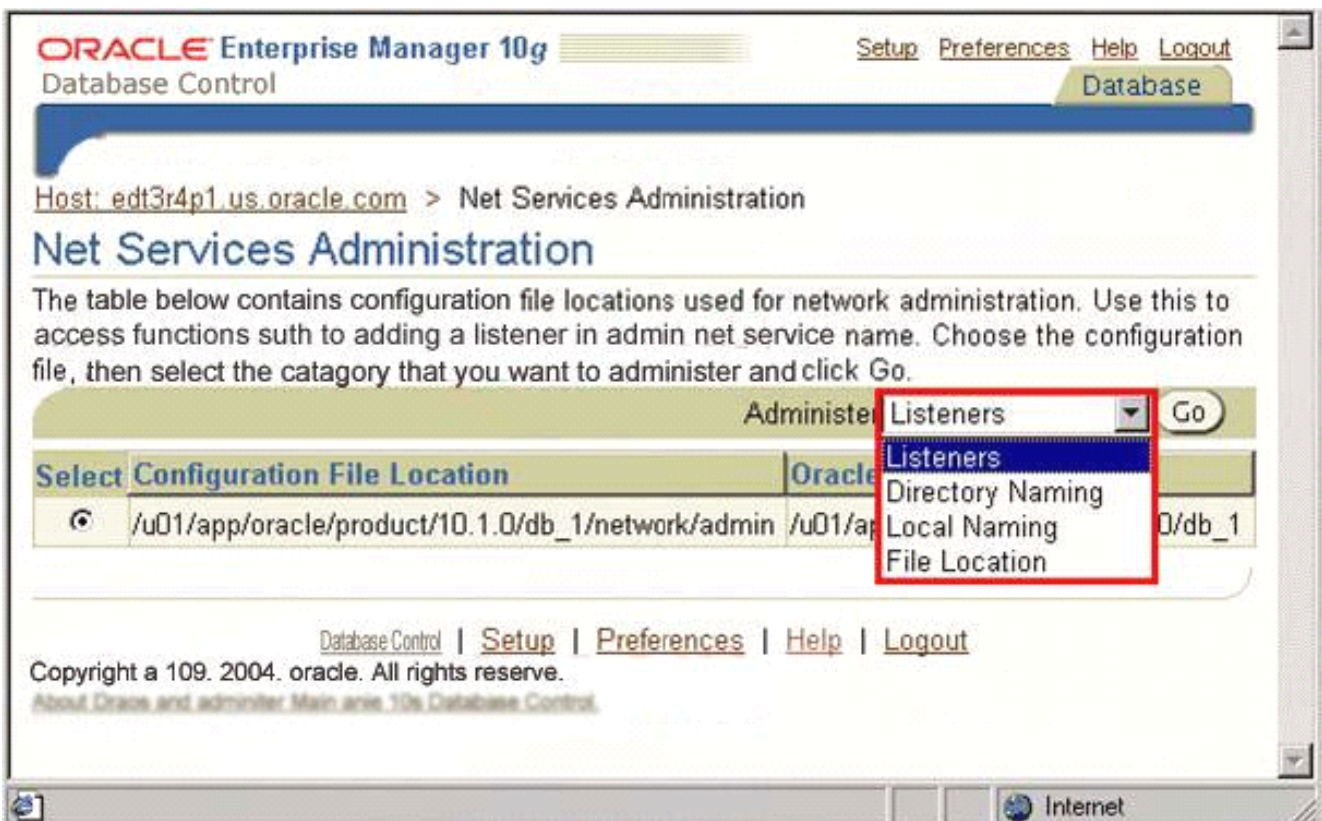 ORACLE Enterprise Manager 10g
Database Control
Setup Preferences Help Logout
Database
Host: edt3r4p1.us.oracle.com > Net Services Administration
Net Services Administration
The table below contains configuration file locations used for network administration. Use this to
access functions suth to adding a listener in admin net service name. Choose the configuration
file, then select the catagory that you want to administer and click Go.
Administer Listeners Go
Listeners
Directory Naming
Local Naming
File Location
Select Configuration File Location Oracle
/u01/app/oracle/product/10.1.0/db_1/network/admin /u01/ap 0/db_1
Database Control | Setup | Preferences | Help | Logout
Copyright a 109. 2004. oracle. All rights reserve.
Internet